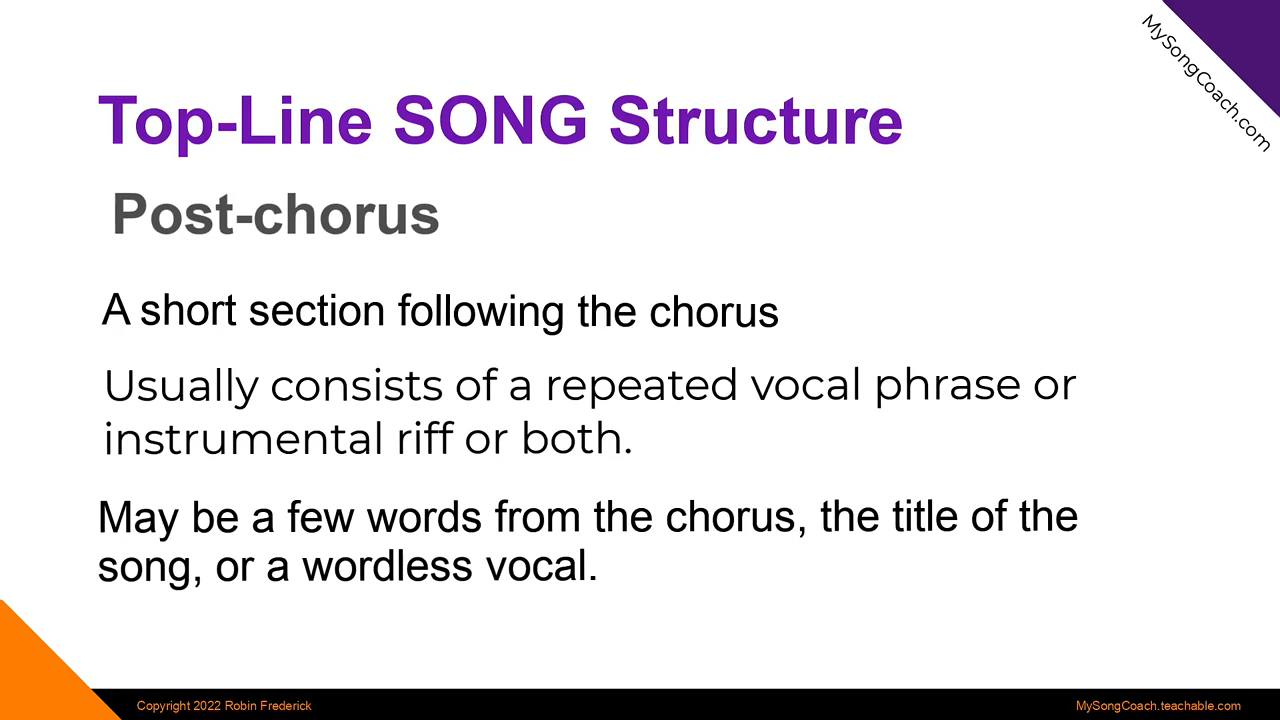 MySongCoach.com
Top-Line SONG Structure
Post-chorus
A short section following the chorus
Usually consists of a repeated vocal phrase or
instrumental riff or both.
May be a few words from the chorus, the title of the
song, or a wordless vocal.
Copyright 2022 Robin Frederick
MySongCoach.teachable.com